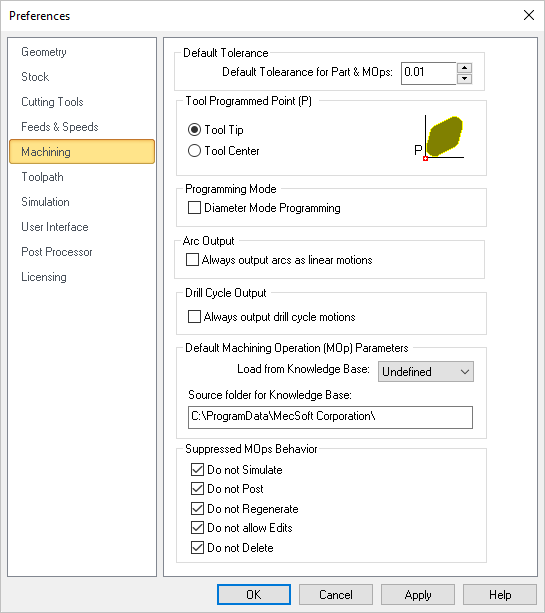 Preferences
Geometry
Stock
Cutting Tools
Feeds & Speeds
Machining
Toolpath
Simulation
User Interface
Post Processor
Licensing
Default Tolerance
Default Tolearance for Part & MOps:
0.01
Tool Programmed Point (P)
Tool Tip
Tool Center
P
Programming Mode
Diameter Mode Programming
Arc Output
Always output arcs as linear motions
Drill Cycle Output
Always output drill cycle motions
Default Machining Operation (MOp) Parameters
Load from Knowledge Base:
Undefined
Source folder for Knowledge Base:
C:\ProgramData\MecSoft Corporation\
Suppressed MOps Behavior
Do not Simulate
Do not Post
Do not Regenerate
Do not allow Edits
Do not Delete
OK
Cancel
Apply
Help